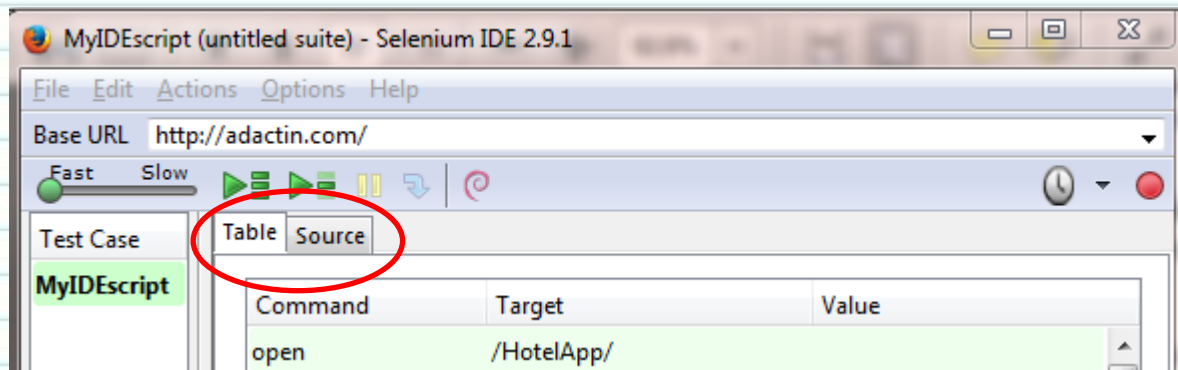 MyIDEscript (untitled suite) - Selenium IDE 2.9.1
File Edit Actions Options Help
Base URL http://adactin.com/
Fast Slow
Test Case
Table Source
MyIDEscript
Command Target Value
open /HotelApp/